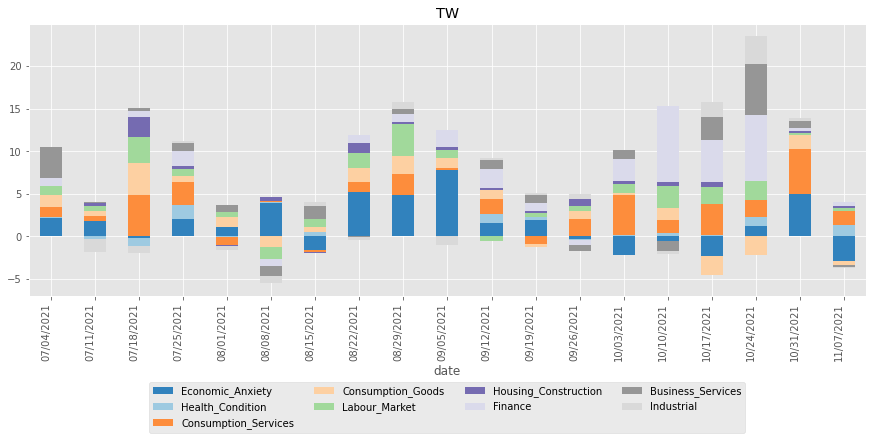 TW
20
15
10
5
0
−5
07/04/2021
07/11/2021
07/18/2021
07/25/2021
08/01/2021
08/08/2021
08/15/2021
08/22/2021
08/29/2021
09/05/2021
09/12/2021
09/19/2021
09/26/2021
10/03/2021
10/10/2021
10/17/2021
10/24/2021
10/31/2021
11/07/2021
date
Economic_Anxiety
Health_Condition
Consumption_Services
Consumption_Goods
Labour_Market
Housing_Construction
Finance
Business_Services
Industrial